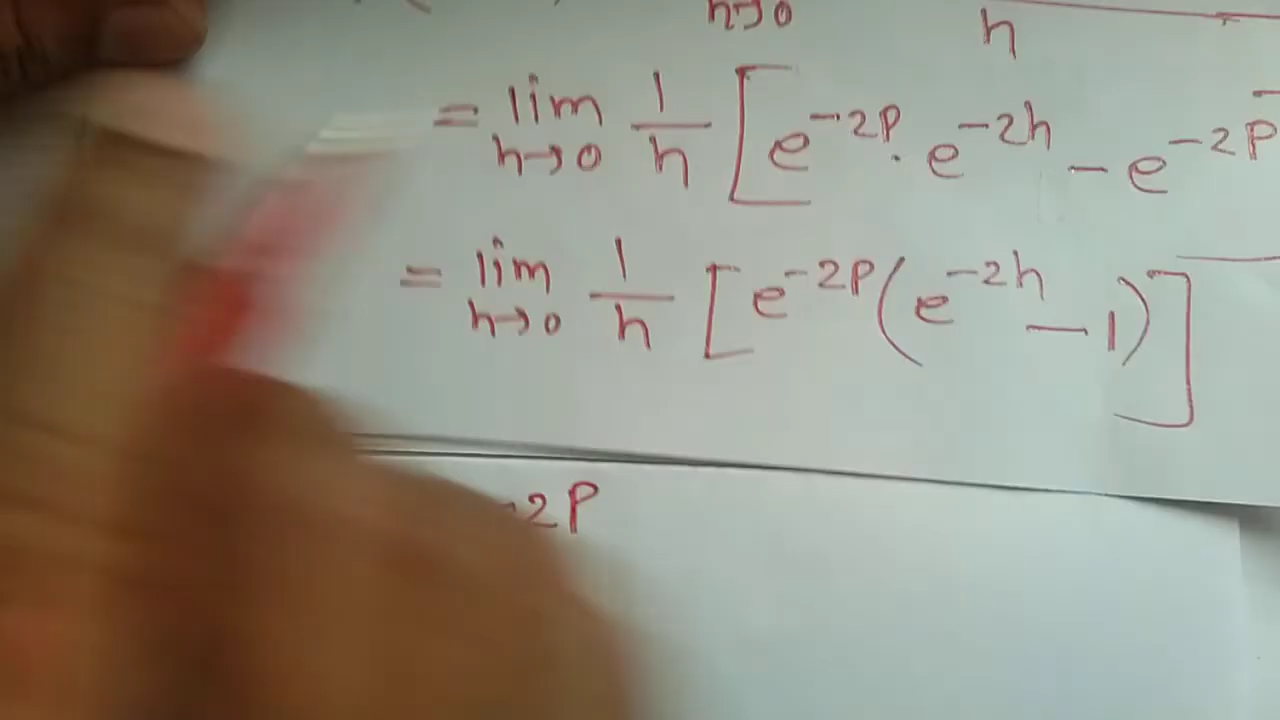 h→0 h
= lim h→0 1/h [e^-2P . e^-2h - e^-2P
= lim h→0 1/h [e^-2P (e^-2h - 1)]
-2P